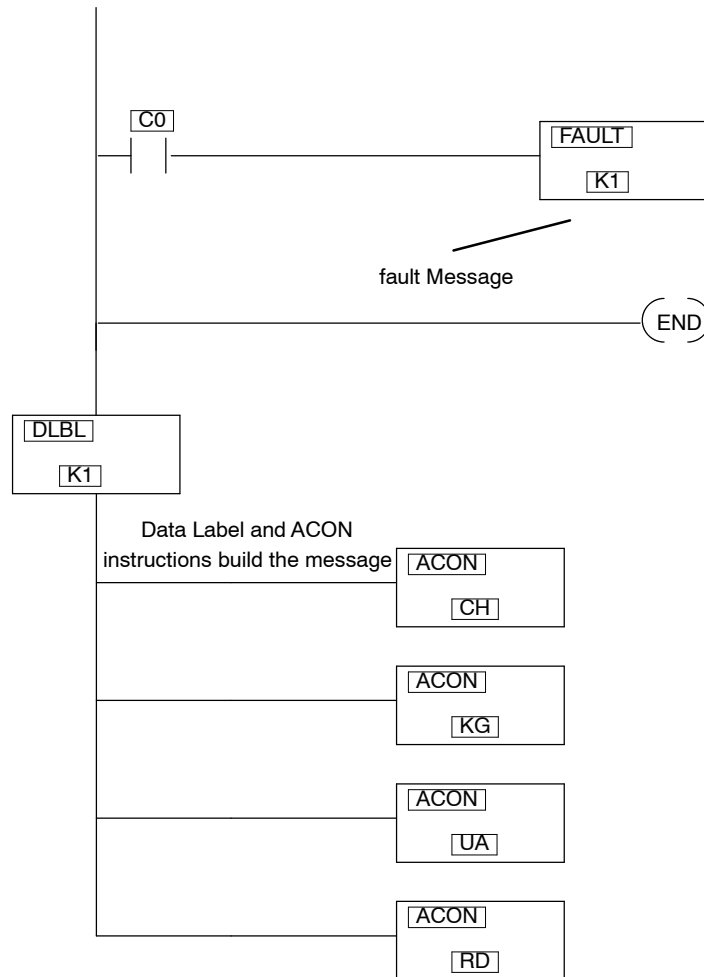 C0
FAULT
K1
fault Message
END
DLBL
K1
Data Label and ACON
instructions build the message
ACON
CH
ACON
KG
ACON
UA
ACON
RD